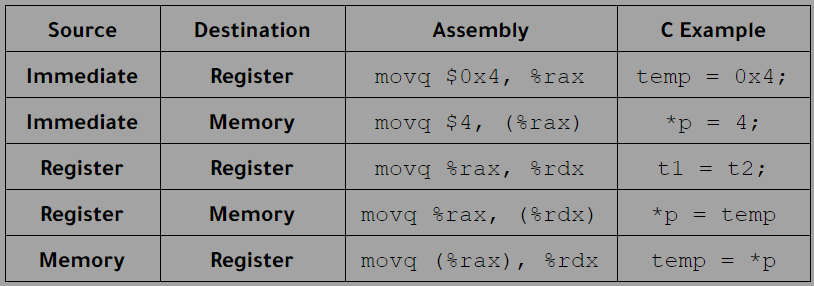 Source Destination Assembly C Example
Immediate Register movq $0x4, %rax temp = 0x4;
Immediate Memory movq $4, (%rax) *p = 4;
Register Register movq %rax, %rdx t1 = t2;
Register Memory movq %rax, (%rdx) *p = temp
Memory Register movq (%rax), %rdx temp = *p